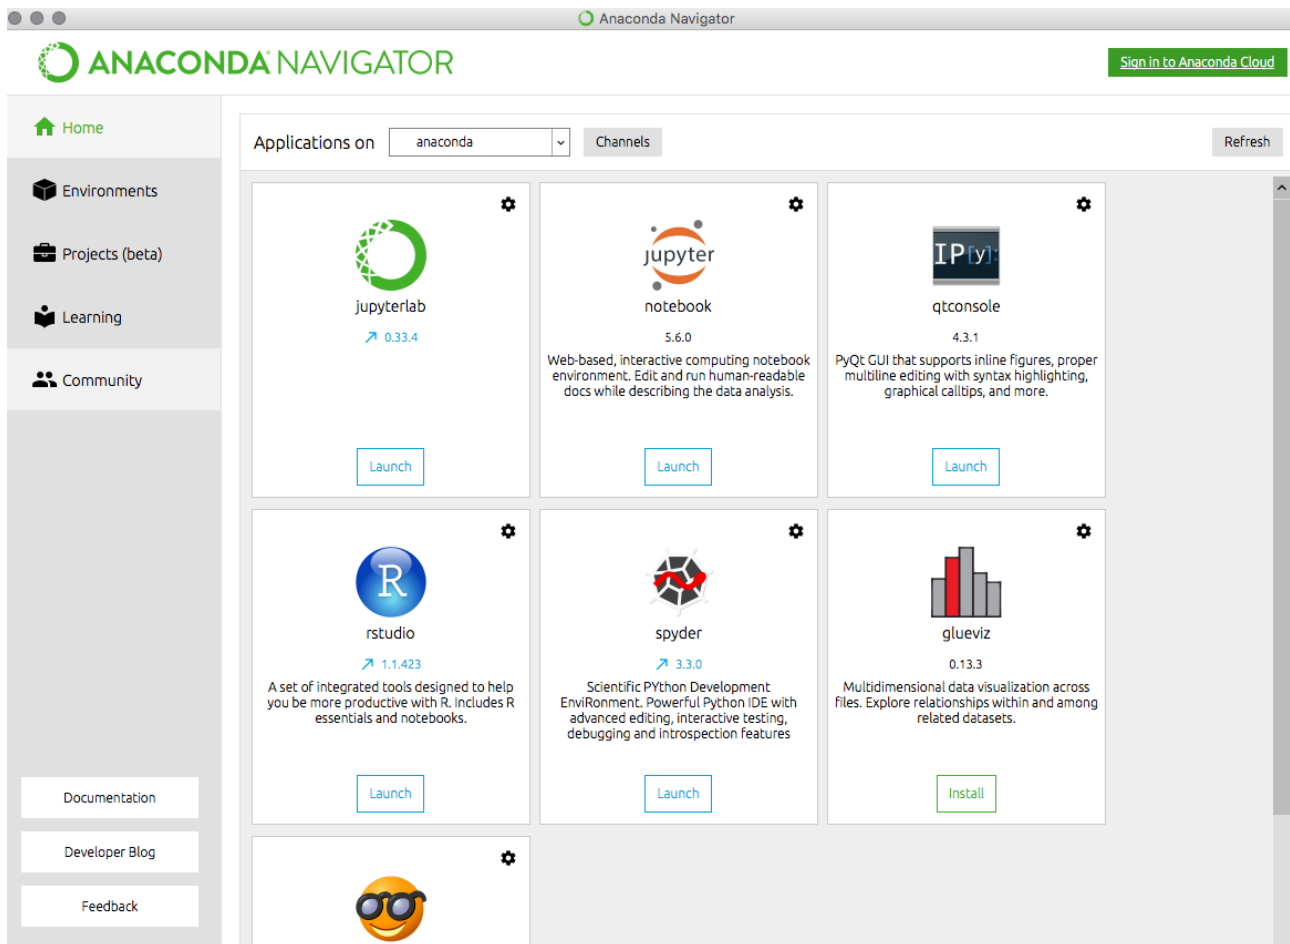 Anaconda Navigator
ANACONDA NAVIGATOR
Sign in to Anaconda Cloud
Home
Environments
Projects (beta)
Learning
Community
Documentation
Developer Blog
Feedback
Applications on
anaconda
Channels
Refresh
jupyterlab
0.33.4
Launch
jupyter
notebook
5.6.0
Web-based, interactive computing notebook
environment. Edit and run human-readable
docs while describing the data analysis.
Launch
IP[y]:
qtconsole
4.3.1
PyQt GUI that supports inline figures, proper
multiline editing with syntax highlighting,
graphical calltips, and more.
Launch
R
rstudio
1.1.423
A set of integrated tools designed to help
you be more productive with R. Includes R
essentials and notebooks.
Launch
spyder
3.3.0
Scientific PYthon Development
EnviRonment. Powerful Python IDE with
advanced editing, interactive testing,
debugging and introspection features
Launch
glueviz
0.13.3
Multidimensional data visualization across
files. Explore relationships within and among
related datasets.
Install